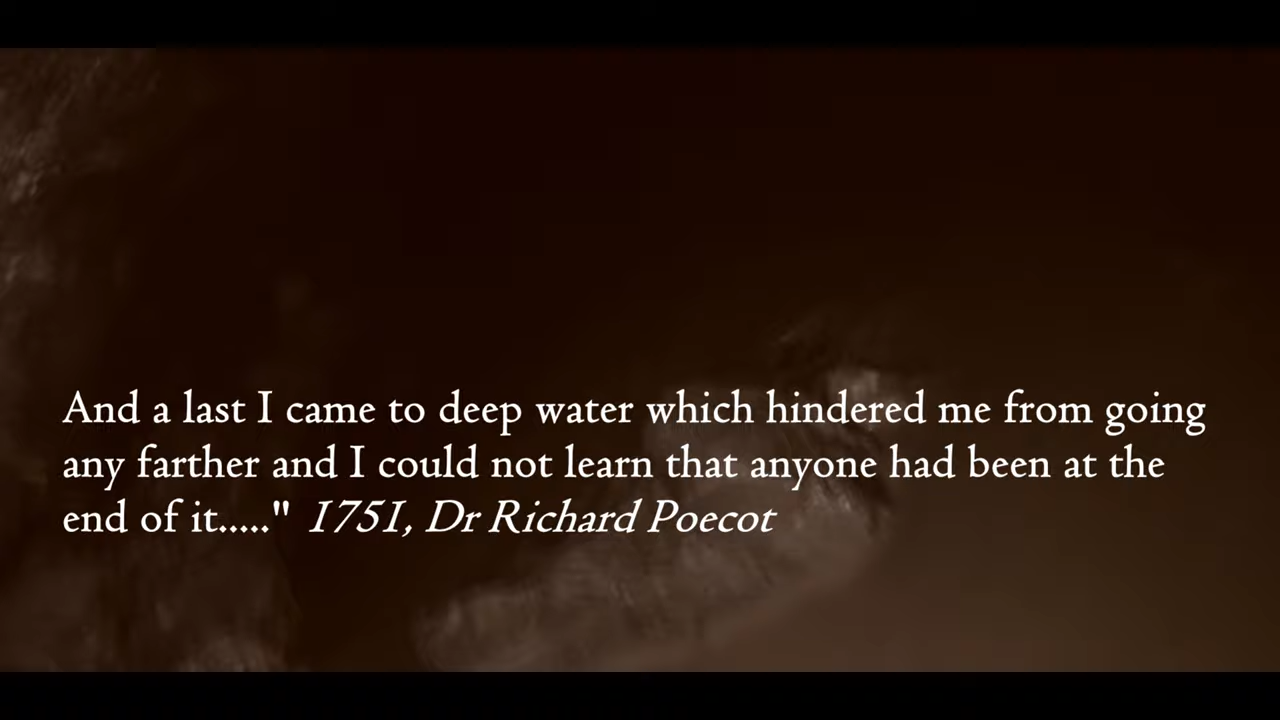 And a last I came to deep water which hindered me from going
any farther and I could not learn that anyone had been at the
end of it....." 1751, Dr Richard Poecot